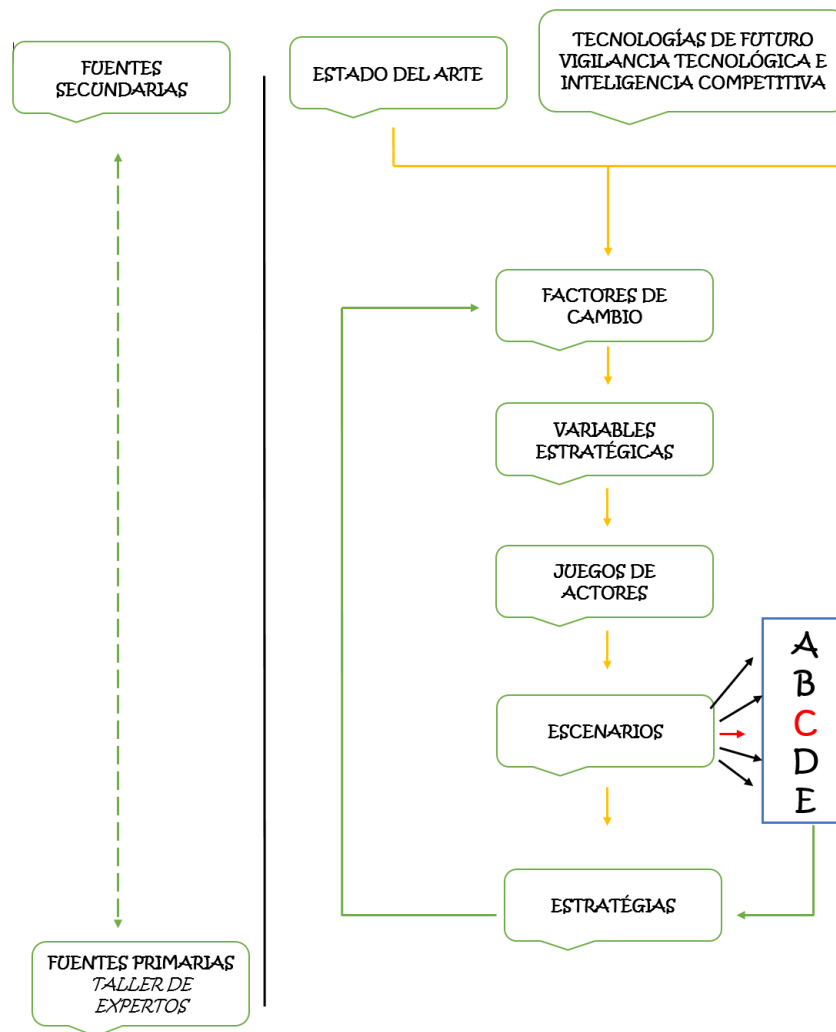 FUENTES
SECUNDARIAS
ESTADO DEL ARTE
TECNOLOGÍAS DE FUTURO
VIGILANCIA TECNOLÓGICA E
INTELIGENCIA COMPETITIVA
FACTORES DE
CAMBIO
VARIABLES
ESTRATÉGICAS
JUEGOS DE
ACTORES
ESCENARIOS
A
B
C
D
E
ESTRATÉGIAS
FUENTES PRIMARIAS
TALLER DE
EXPERTOS